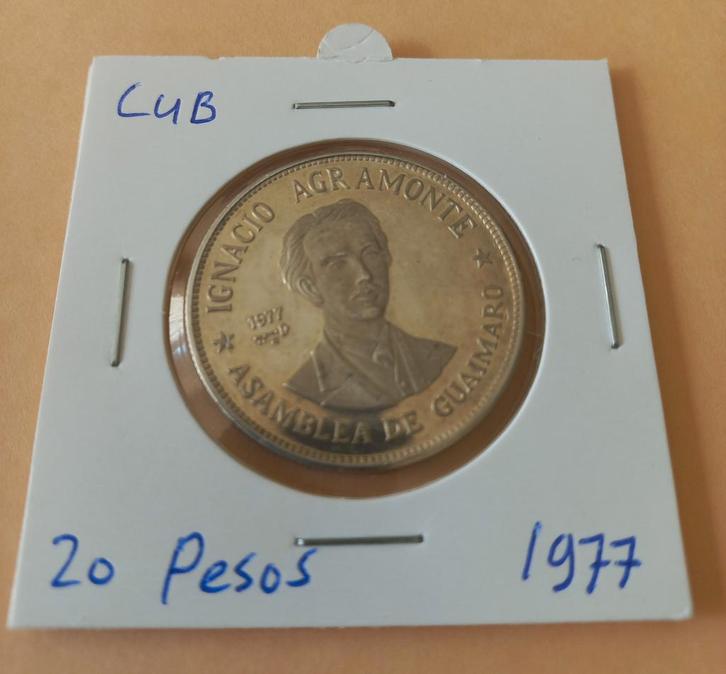 CUB
IGNACIO AGRAMONTE
1977
ASAMBLEA DE GUAIMARO
20 Pesos
1977